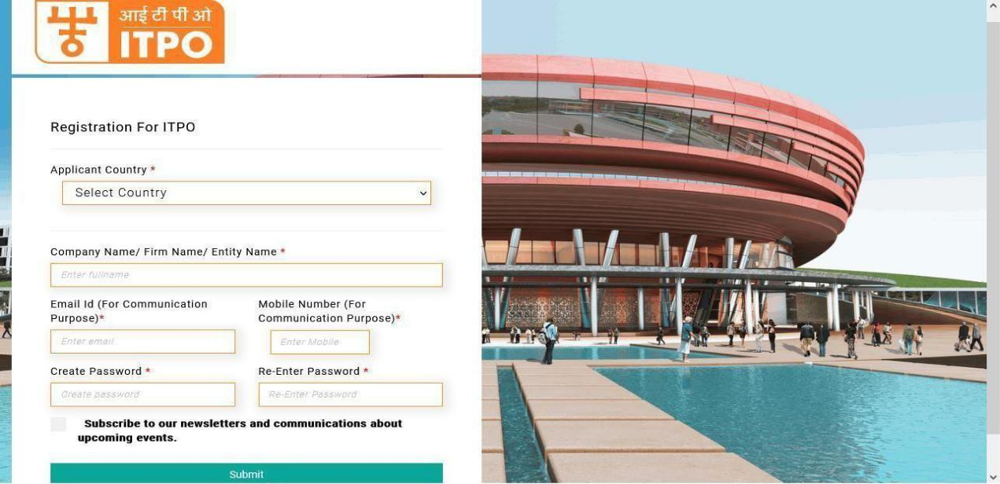 आई टी पी ओ
ITPO
Registration For ITPO
Applicant Country *
Select Country
Company Name/ Firm Name/ Entity Name *
Enter fullname
Email Id (For Communication
Purpose)*
Mobile Number (For
Communication Purpose)*
Enter email
Enter Mobile
Create Password *
Re-Enter Password *
Create password
Re-Enter Password
Subscribe to our newsletters and communications about
upcoming events.
Submit